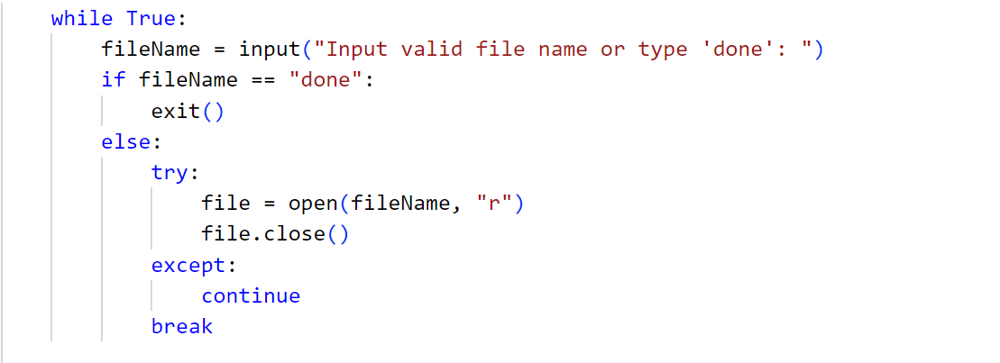 while True:
    fileName = input("Input valid file name or type 'done': ")
    if fileName == "done":
        exit()
    else:
        try:
            file = open(fileName, "r")
            file.close()
        except:
            continue
        break